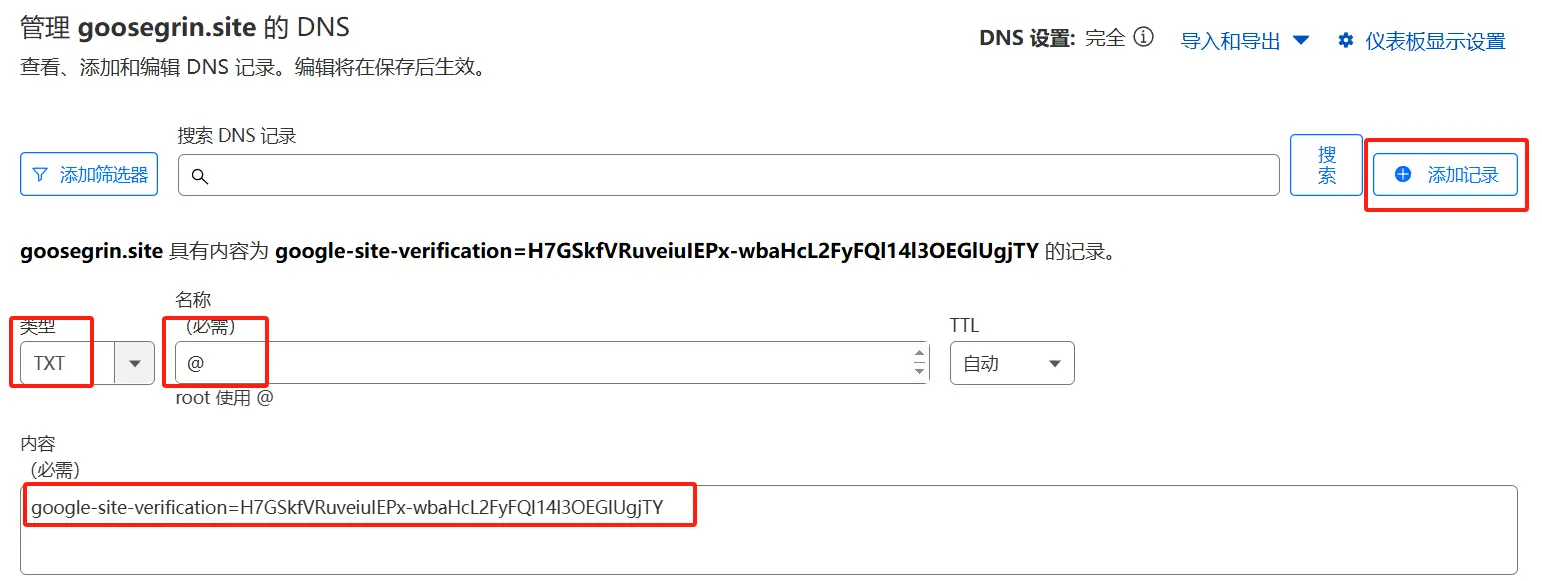 管理 goosegrin.site 的 DNS
DNS 设置: 完全
导入和导出
仪表板显示设置
查看、添加和编辑 DNS 记录。编辑将在保存后生效。
搜索 DNS 记录
添加筛选器
搜
索
添加记录
goosegrin.site 具有内容为 google-site-verification=H7GSkfVRuveiuIEPx-wbaHcL2FyFQl14l3OEGlUgjTY 的记录。
类型
名称
（必需）
TTL
TXT
@
自动
root 使用 @
内容
（必需）
google-site-verification=H7GSkfVRuveiuIEPx-wbaHcL2FyFQl14l3OEGlUgjTY